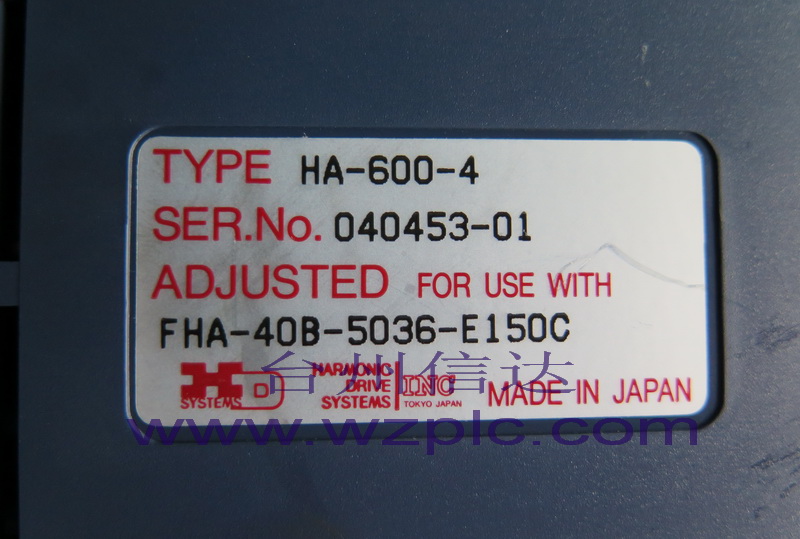 TYPE HA-600-4
SER.No. 040453-01
ADJUSTED FOR USE WITH
FHA-40B-5036-E150C
H D
SYSTEMS
HARMONIC
DRIVE
SYSTEMS
INC
TOKYO JAPAN
MADE IN JAPAN
台州信达
www.wzplc.com